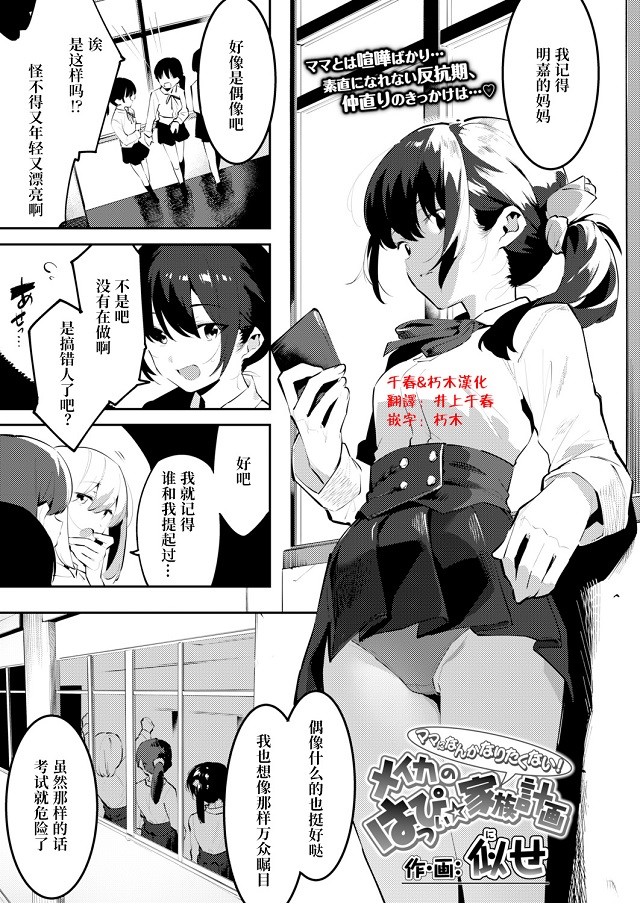 ママとは喧嘩ばかり…
素直になれない反抗期、
仲直りのきっかけは…♡
我记得
明嘉的妈妈
好像是偶像吧
诶
是这样吗!?
怪不得又年轻又漂亮啊
不是吧
没有在做啊
是搞错人了吧?
あせ…
好吧
我就记得
谁和我提起过…
千春&朽木漢化
翻譯:井上千春
嵌字:朽木
偶像什么的也挺好哒
我也想像那样万众瞩目
虽然那样的话
考试就危险了
ママになんかなりたくない!
メイカの
はっぴぃ☆家族計画
作・画:似せ
に